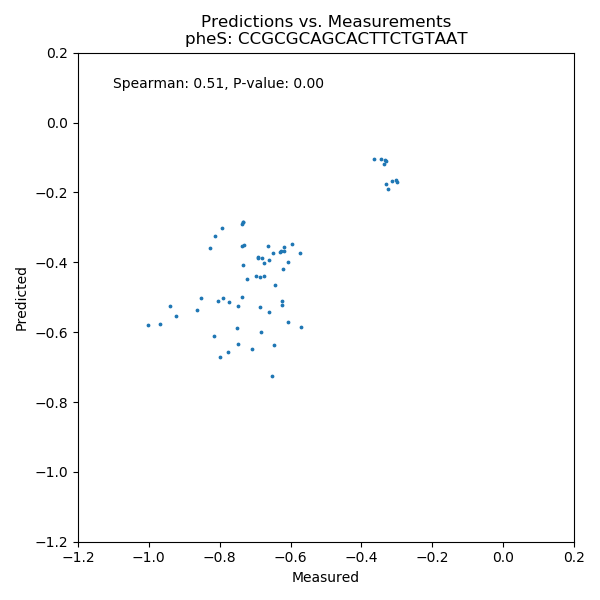 Predictions vs. Measurements
pheS: CCGCGCAGCACTTCTGTAAT
0.2
Spearman: 0.51, P-value: 0.00
0.0
−0.2
−0.4
Predicted
−0.6
−0.8
−1.0
−1.2
−1.2 −1.0 −0.8 −0.6 −0.4 −0.2 0.0 0.2
Measured